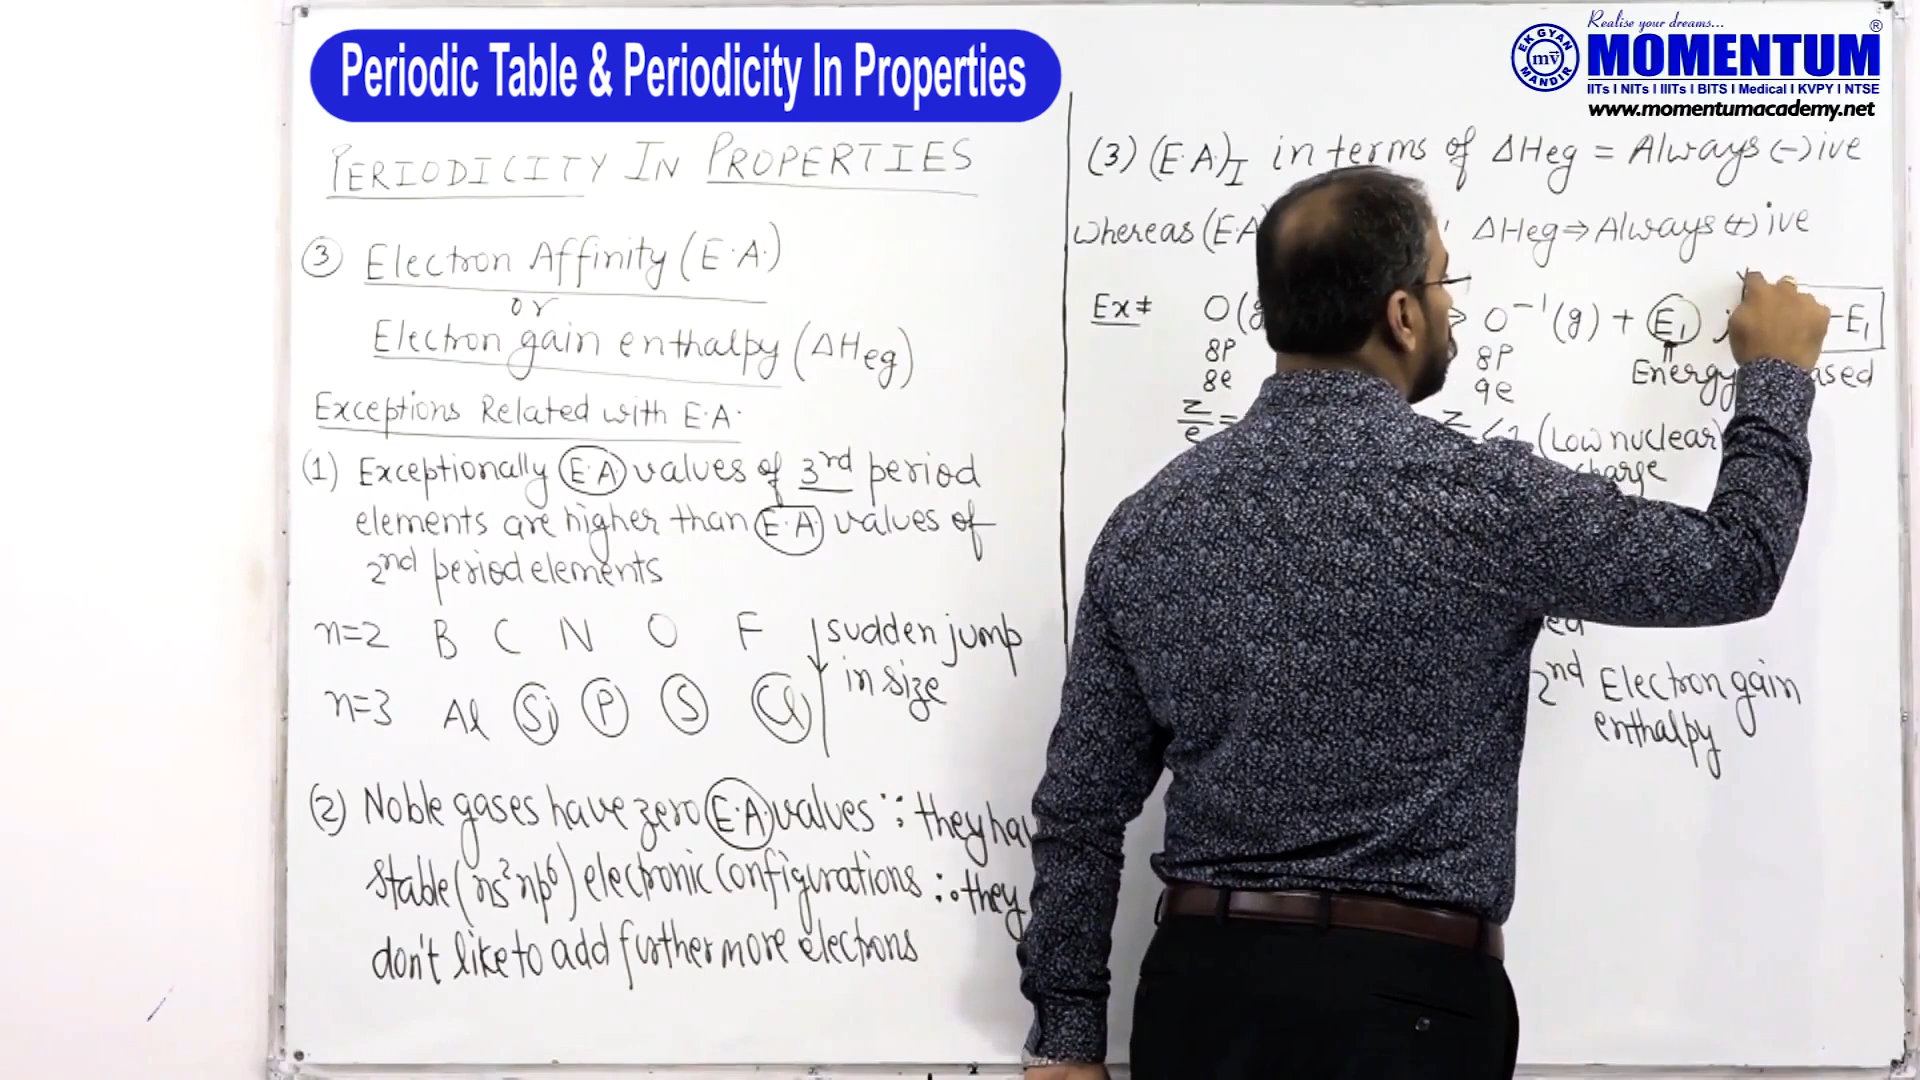 Periodic Table & Periodicity In Properties
Realise your dreams...
EK GYAN MANDIR
mv
MOMENTUM®
IITs I NITs I IIITs I BITS I Medical I KVPY I NTSE
www.momentumacademy.net
PERIODICITY IN PROPERTIES
③ Electron Affinity (E·A·)
or
Electron gain enthalpy (ΔHeg)
Exceptions Related with E·A·
(1) Exceptionally E·A values of 3rd period
elements are higher than E·A· values of
2nd period elements
n=2 B C N O F sudden jump
n=3 Al Si P S Cl in size
(2) Noble gases have zero E·A values ∵ they
stable (ns² np⁶) electronic configurations ∴ they
don't like to add further more electrons
(3) (E·A·)I in terms of ΔHeg = Always (-) ive
whereas (E·A ΔHeg ⇒ Always (+) ive
Ex≠ O(g O⁻¹(g) + E₁ -E₁
8P 8P Energy
8e 9e
Z/e = <1 (Low nuclear
charge
2nd Electron gain
enthalpy